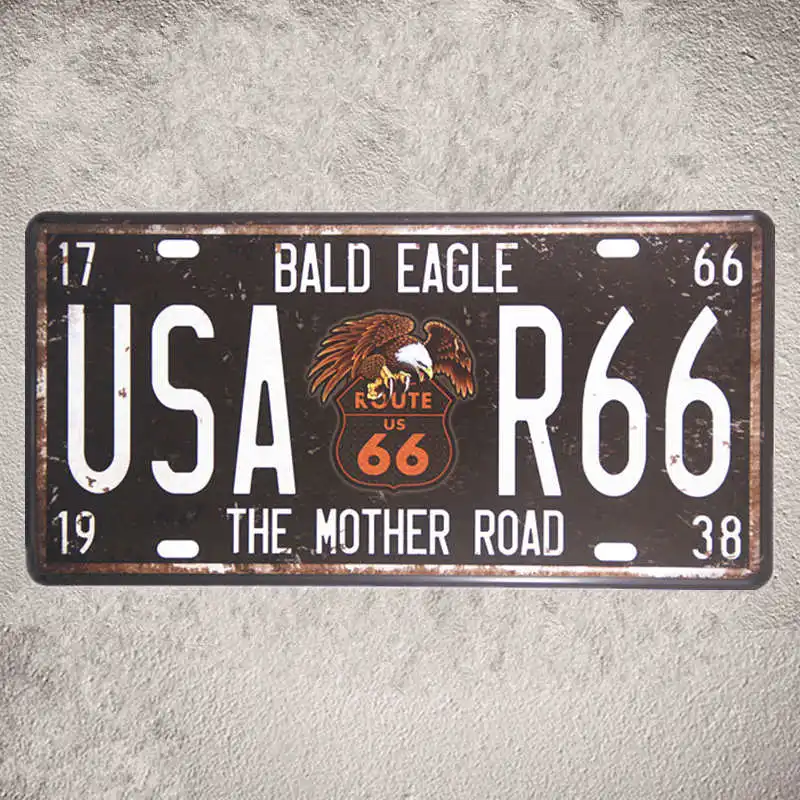 17 BALD EAGLE 66
USA R66
ROUTE
US
66
19 THE MOTHER ROAD 38